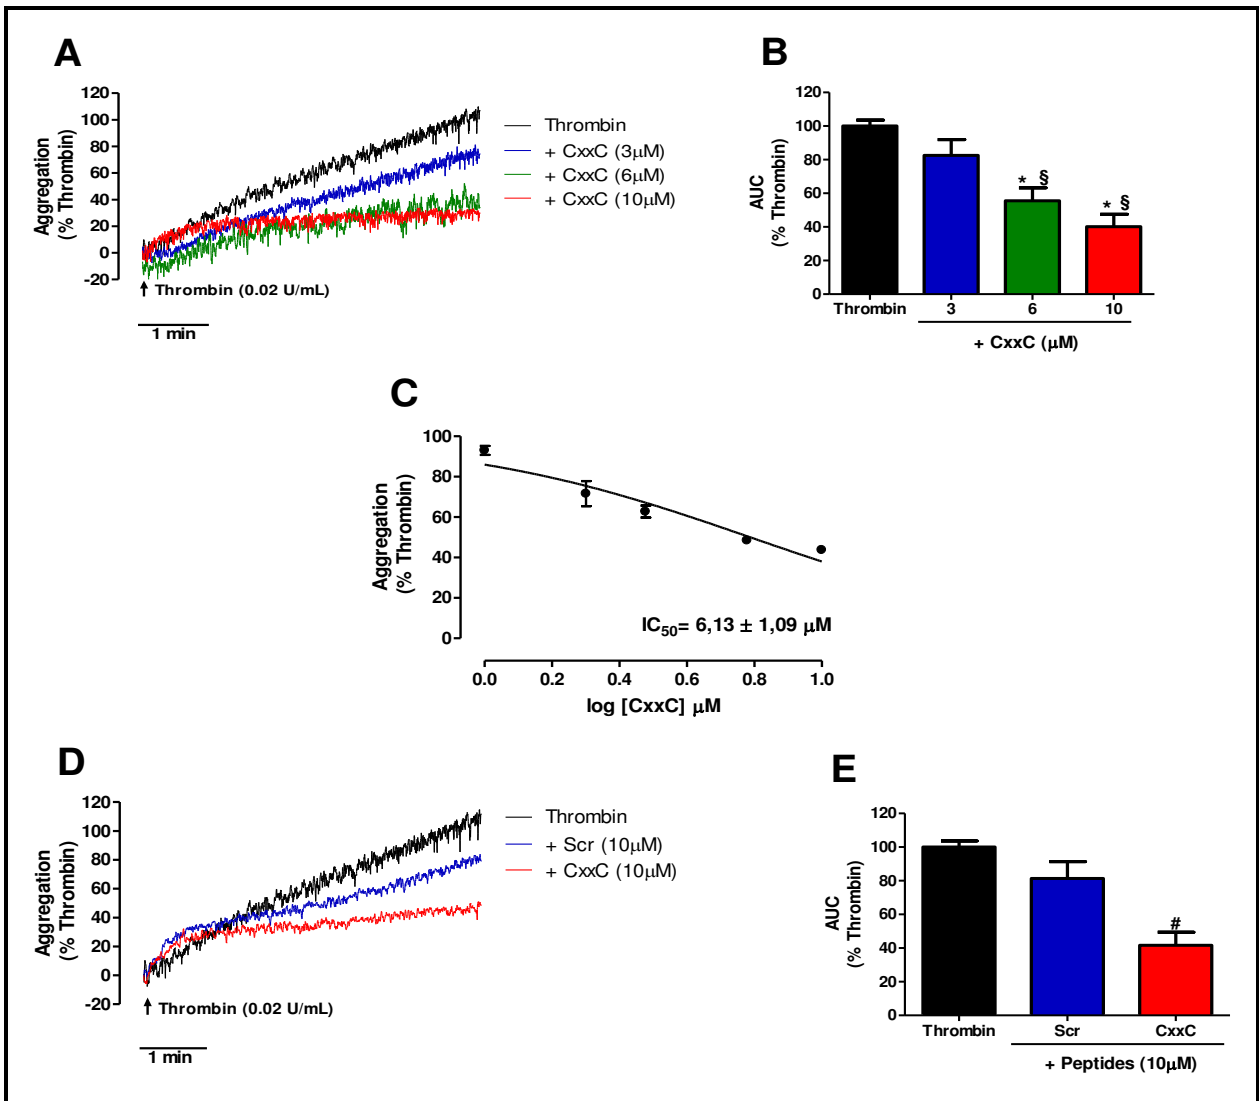 A
Aggregation
(% Thrombin)
120
100
80
60
40
20
0
-20
Thrombin
+ CxxC (3μM)
+ CxxC (6μM)
+ CxxC (10μM)
Thrombin (0.02 U/mL)
1 min
B
AUC
(% Thrombin)
120
100
80
60
40
20
0
* §
* §
Thrombin 3 6 10
+ CxxC (μM)
C
Aggregation
(% Thrombin)
100
80
60
40
20
0
IC50= 6,13 ± 1,09 μM
0.0 0.2 0.4 0.6 0.8 1.0
log [CxxC] μM
D
Aggregation
(% Thrombin)
120
100
80
60
40
20
0
-20
Thrombin
+ Scr (10μM)
+ CxxC (10μM)
Thrombin (0.02 U/mL)
1 min
E
AUC
(% Thrombin)
120
100
80
60
40
20
0
#
Thrombin Scr CxxC
+ Peptides (10μM)